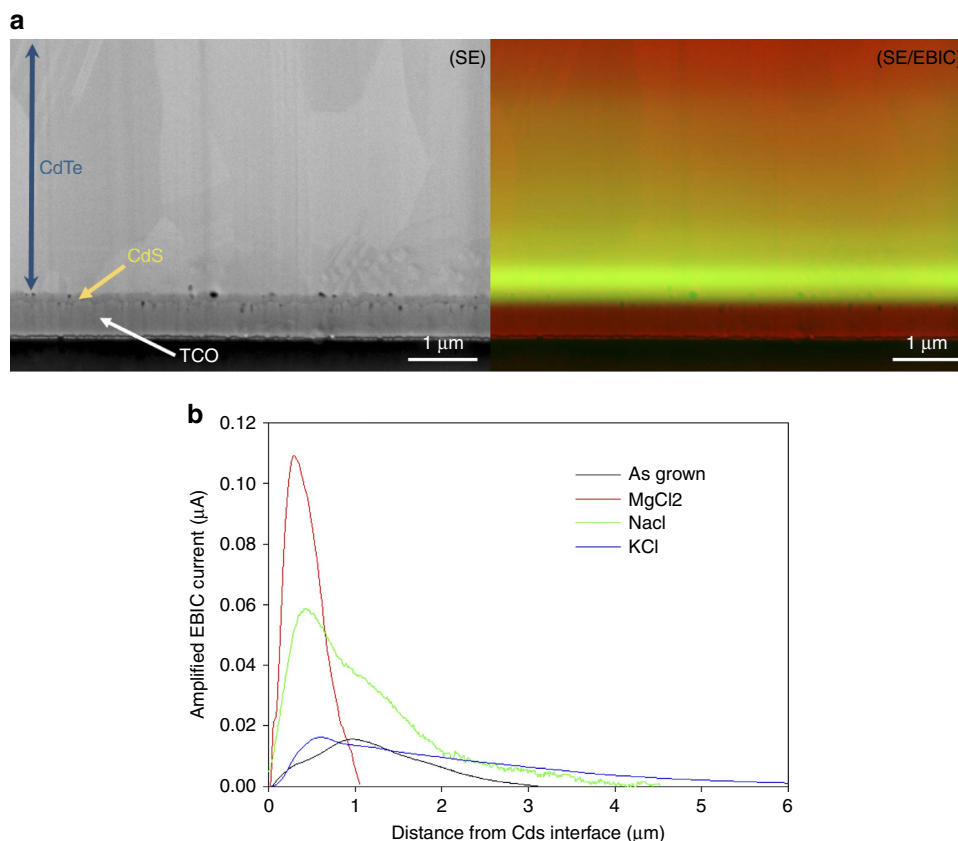 a
(SE)
(SE/EBIC)
CdTe
CdS
TCO
1 μm
1 μm
b
0.12
0.10
0.08
0.06
0.04
0.02
0.00
Amplified EBIC current (μA)
As grown
MgCl2
Nacl
KCl
0
1
2
3
4
5
6
Distance from Cds interface (μm)